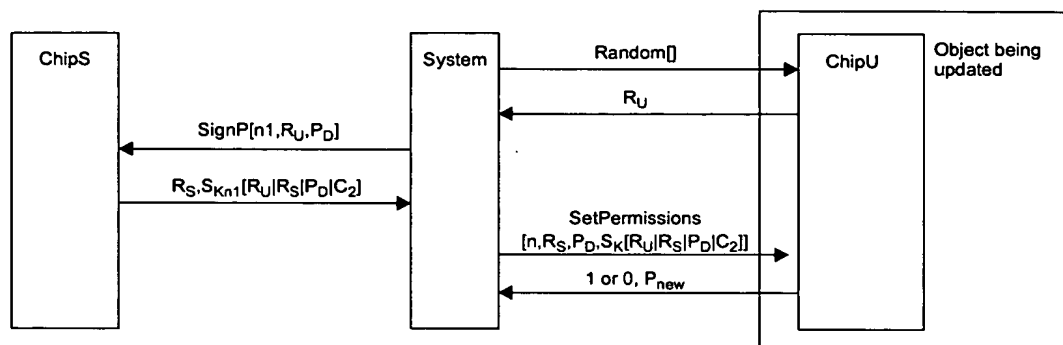 ChipS
System
Random[]
ChipU
Object being
updated
R_U
SignP[n1,R_U,P_D]
R_S,S_Kn1[R_U|R_S|P_D|C_2]
SetPermissions
[n,R_S,P_D,S_K[R_U|R_S|P_D|C_2]]
1 or 0, P_new